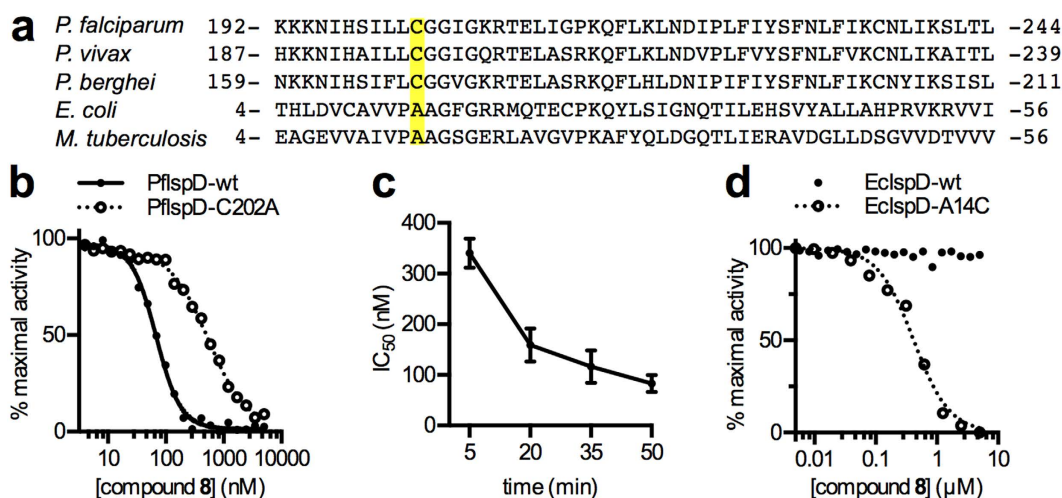 a
P. falciparum 192- KKKNIHSILLCGGIGKRTELIGPKQFLKLNDIPLFIYSFNLFIKCNLIKSLTL -244
P. vivax 187- HKKNIHAILLCGGIGQRTELASRKQFLKLNDVPLFVYSFNLFIKCNLIKAITL -239
P. berghei 159- NKKNIHSIFLCGGVGKRTELASPKQFLHLDNIPIFIYSFNLFVKCNYIKSISL -211
E. coli 4- THLDVCAVVPAAGFGRRMQTECPKQYLSIGNQTILEHSVYALLAHPRVKRVVI -56
M. tuberculosis 4- EAGEVVAIVPAAGSGERLAVGVPKAFYQLDGQTLIERAVDGLLDSGVVDTVVV -56
b
PfIspD-wt
PfIspD-C202A
% maximal activity
100
50
0
10 100 1000 10000
[compound 8] (nM)
c
IC50 (nM)
400
300
200
100
0
5 20 35 50
time (min)
d
EcIspD-wt
EcIspD-A14C
% maximal activity
100
50
0
0.01 0.1 1 10
[compound 8] (µM)